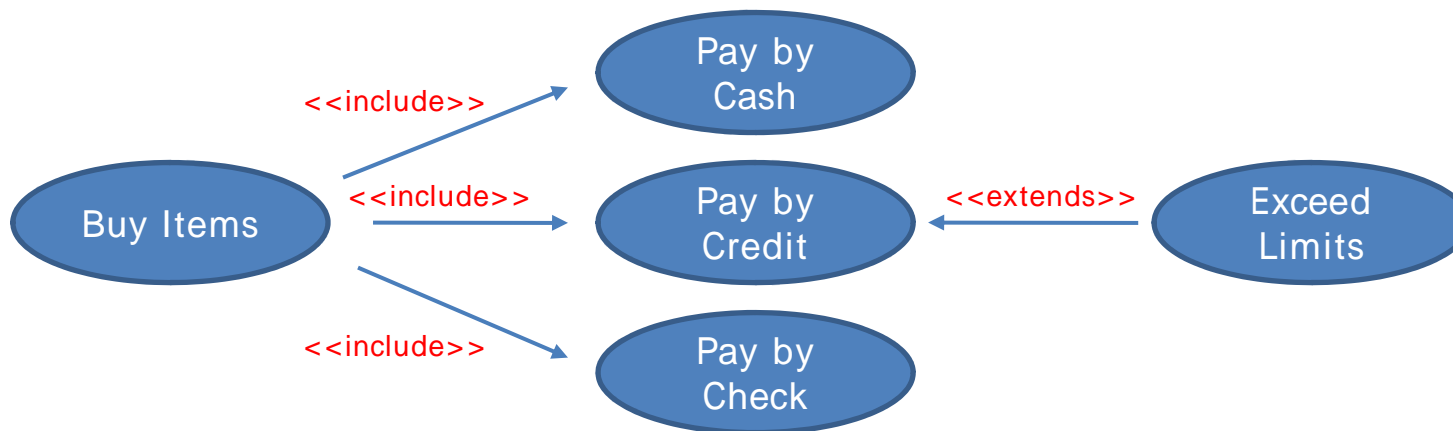 Pay by
Cash
<<include>>
Buy Items
<<include>>
Pay by
Credit
<<extends>>
Exceed
Limits
<<include>>
Pay by
Check